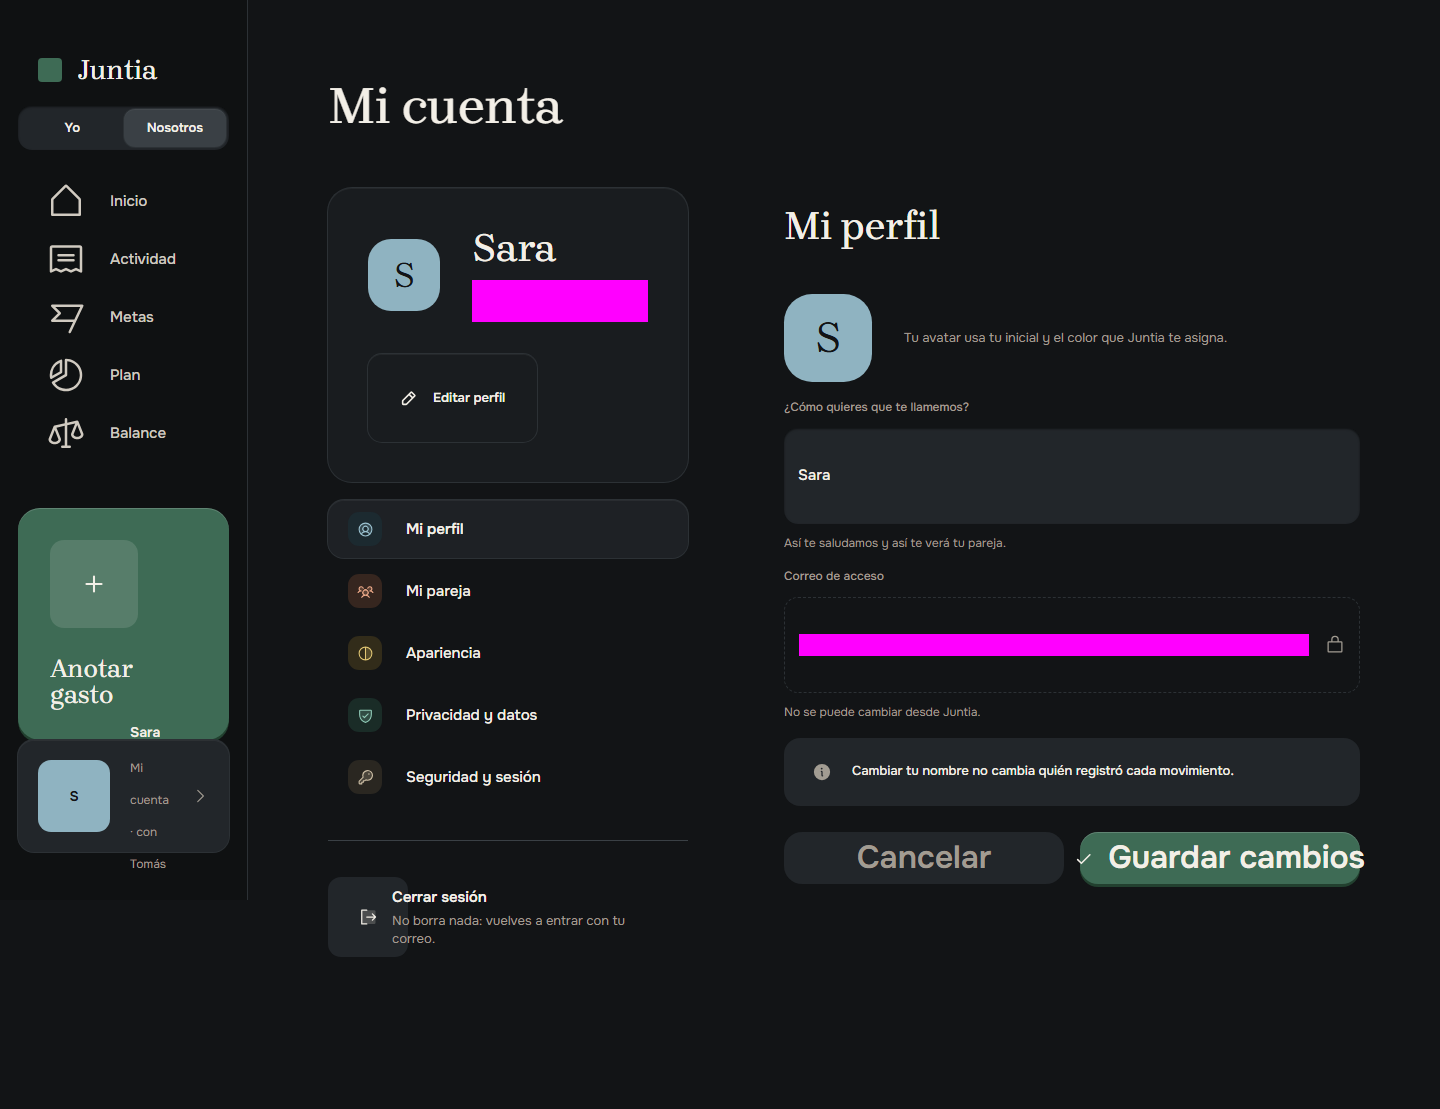 Juntia
Yo
Nosotros
Inicio
Actividad
Metas
Plan
Balance
+
Anotar
gasto
S
Sara
Mi
cuenta
· con
Tomás
Mi cuenta
S
Sara
Editar perfil
Mi perfil
Mi pareja
Apariencia
Privacidad y datos
Seguridad y sesión
Cerrar sesión
No borra nada: vuelves a entrar con tu
correo.
Mi perfil
S
Tu avatar usa tu inicial y el color que Juntia te asigna.
¿Cómo quieres que te llamemos?
Sara
Así te saludamos y así te verá tu pareja.
Correo de acceso
No se puede cambiar desde Juntia.
Cambiar tu nombre no cambia quién registró cada movimiento.
Cancelar
Guardar cambios